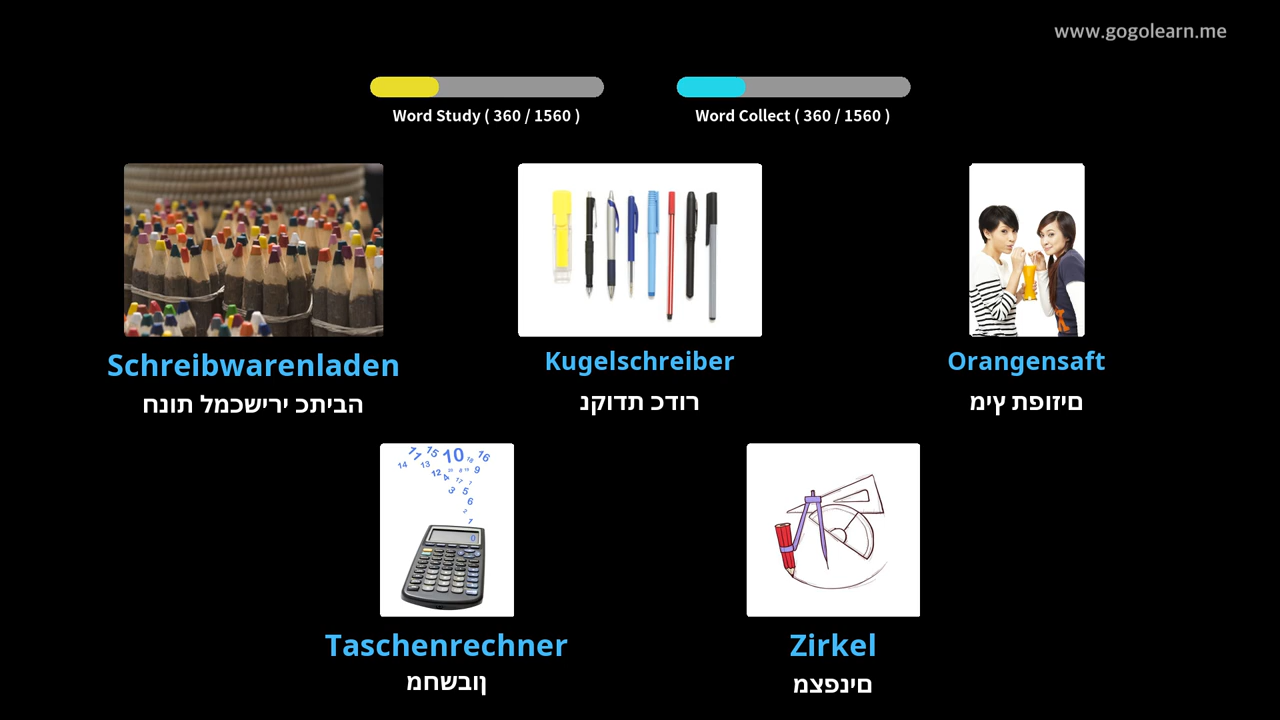 www.gogolearn.me
Word Study ( 360 / 1560 )
Word Collect ( 360 / 1560 )
Schreibwarenladen
הביתכ ירישכמל תונח
Kugelschreiber
רודכ תדוקנ
Orangensaft
םיזופת ץימ
Taschenrechner
ןובשחמ
Zirkel
םינפצמ